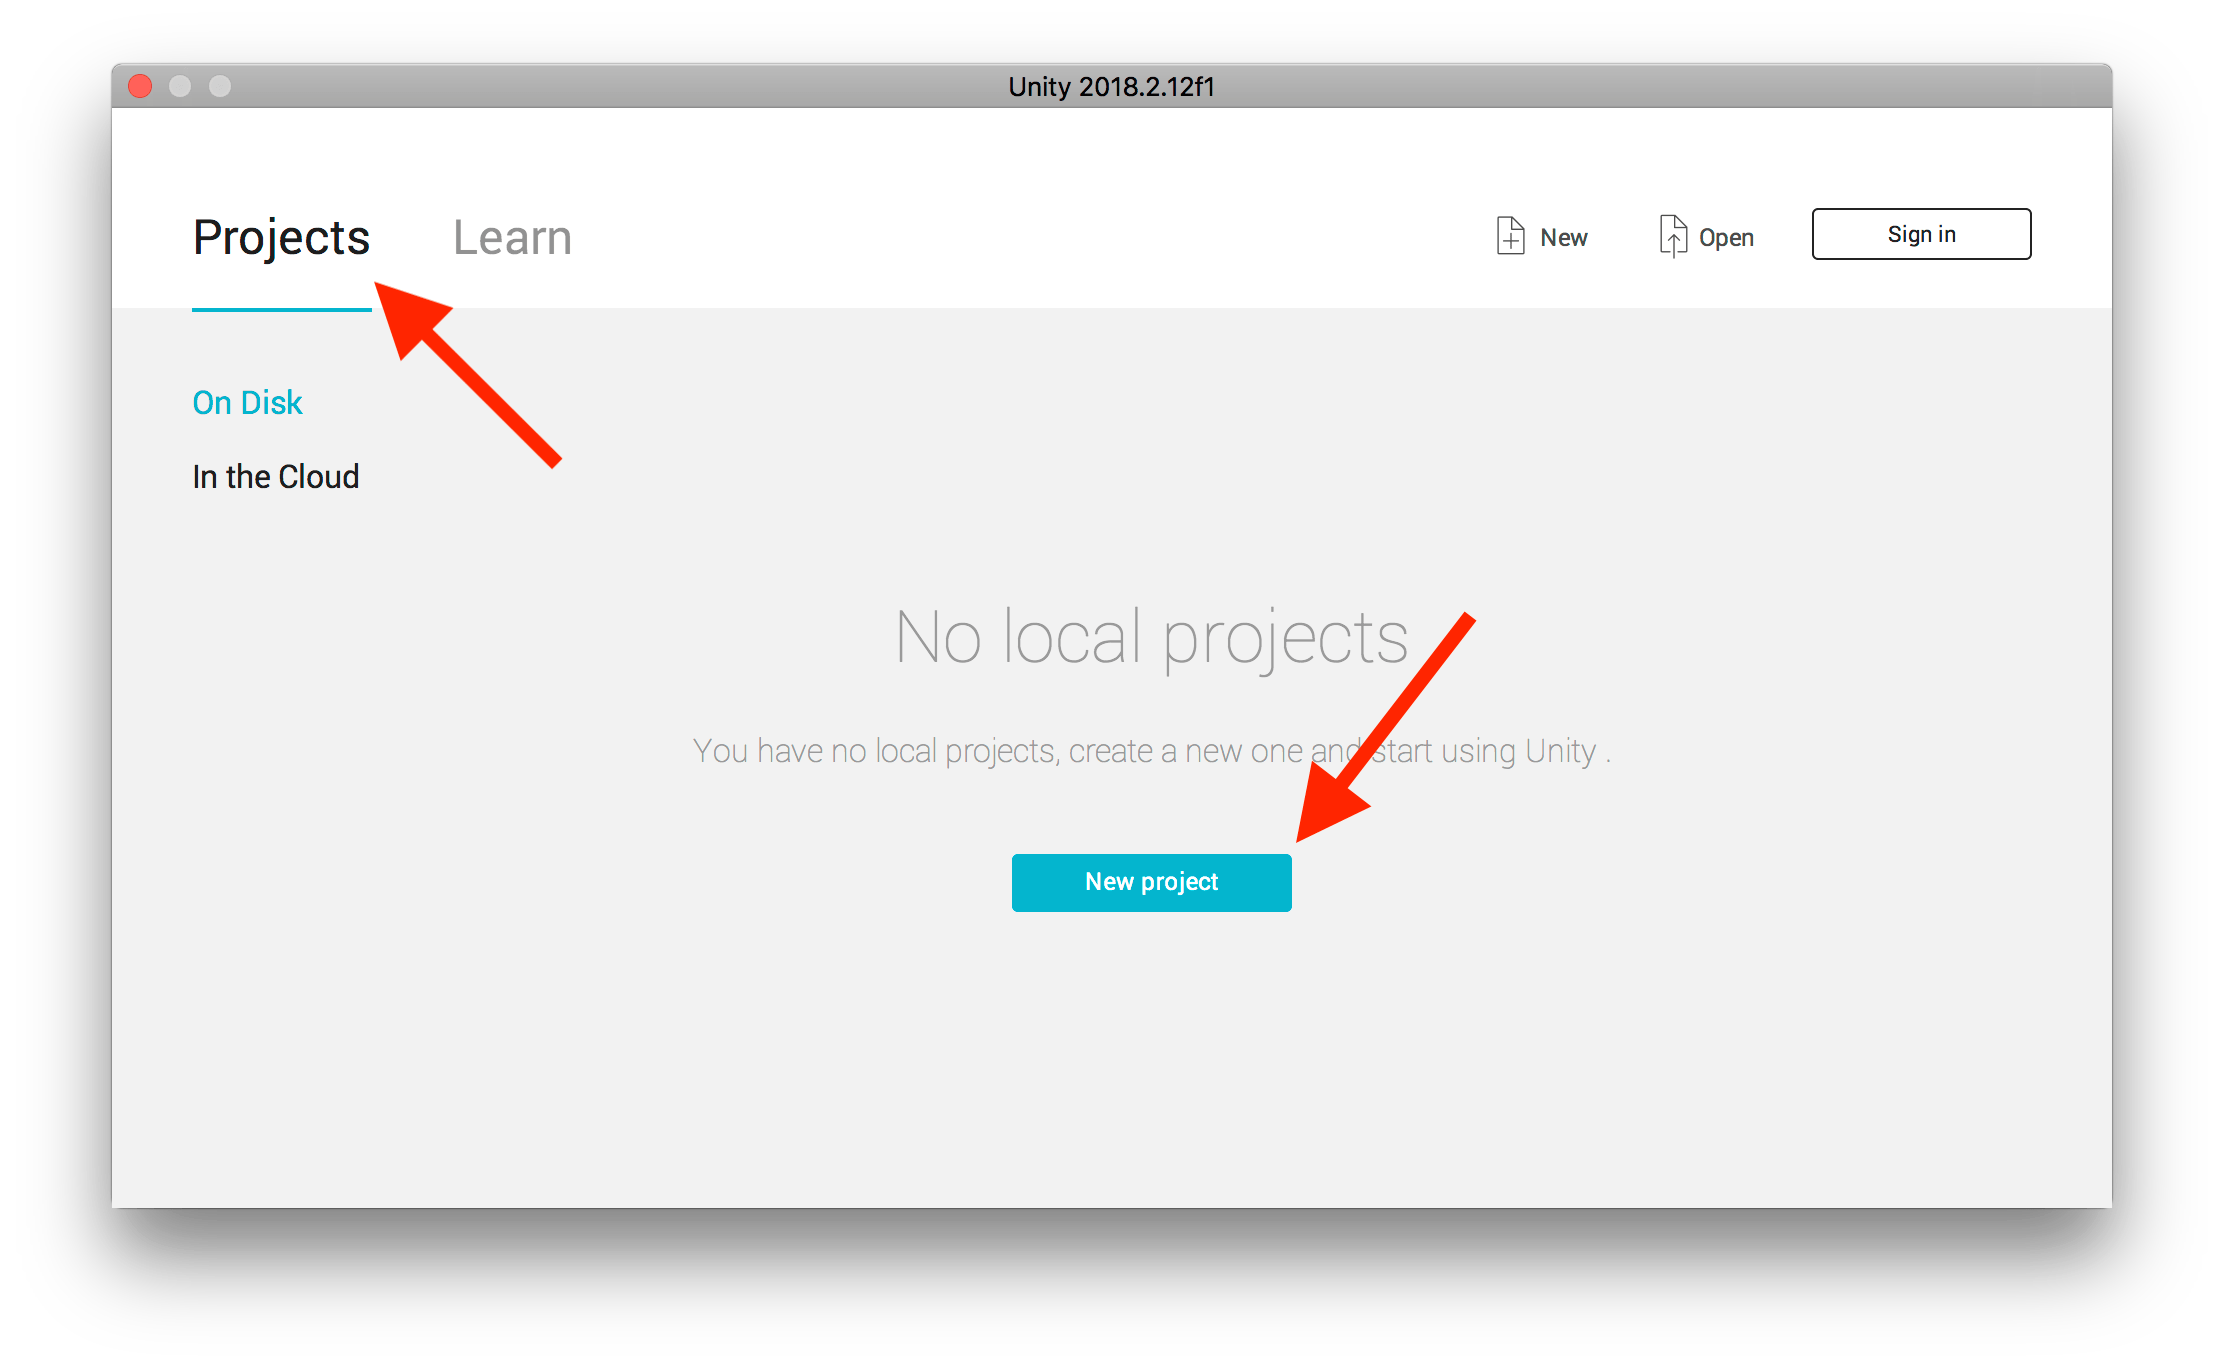 Unity 2018.2.12f1
Projects
Learn
New
Open
Sign in
On Disk
In the Cloud
No local projects
You have no local projects, create a new one and start using Unity .
New project